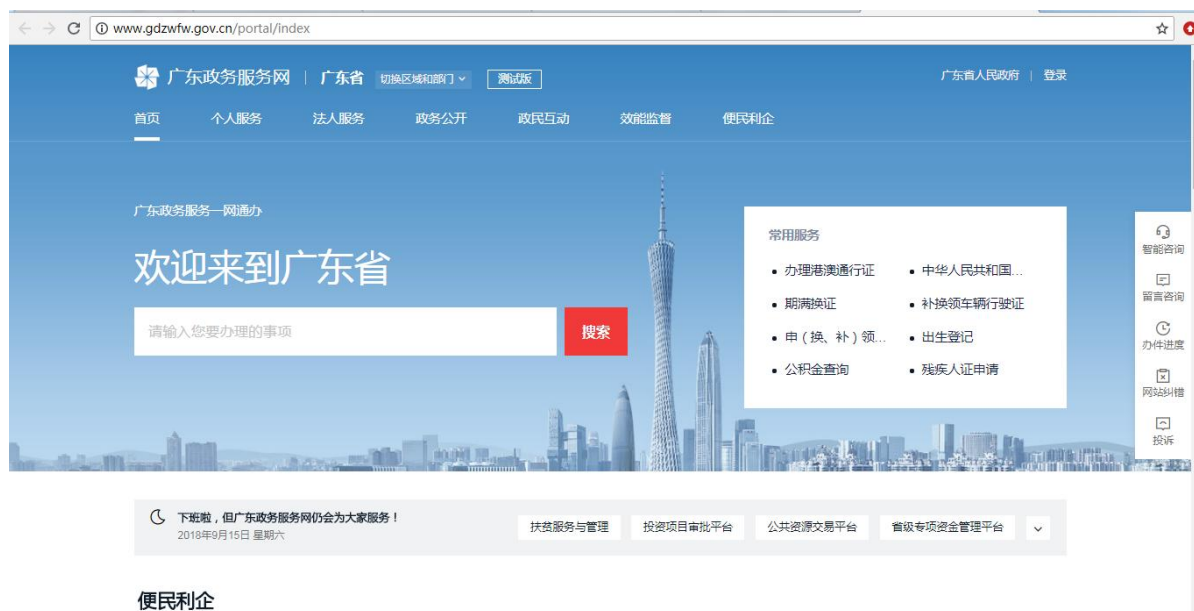 www.gdzwfw.gov.cn/portal/index
广东政务服务网 | 广东省 切换区域和部门 测试版 广东省人民政府 | 登录
首页 个人服务 法人服务 政务公开 政民互动 效能监督 便民利企
广东政务服务一网通办
欢迎来到广东省
请输入您要办理的事项 搜索
常用服务
办理港澳通行证 中华人民共和国...
期满换证 补换领车辆行驶证
申（换、补）领... 出生登记
公积金查询 残疾人证申请
智能咨询
留言咨询
办件进度
网站纠错
投诉
下班啦，但广东政务服务网仍会为大家服务！
2018年9月15日 星期六
扶贫服务与管理 投资项目审批平台 公共资源交易平台 省级专项资金管理平台
便民利企